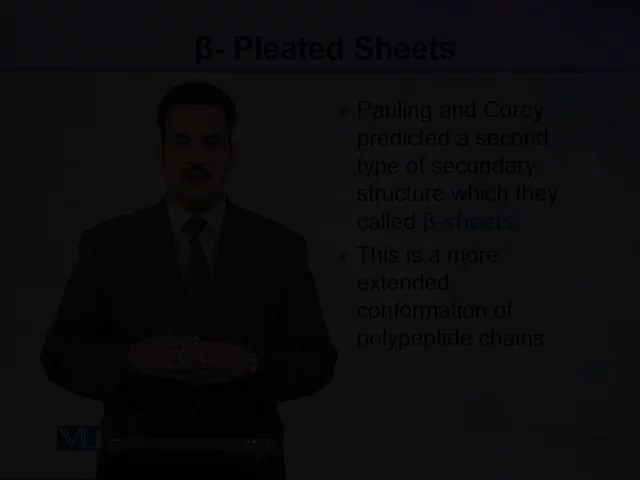 β- Pleated Sheets
• Pauling and Corey
predicted a second
type of secondary
structure which they
called β-sheets.
• This is a more
extended
conformation of
polypeptide chains
VU